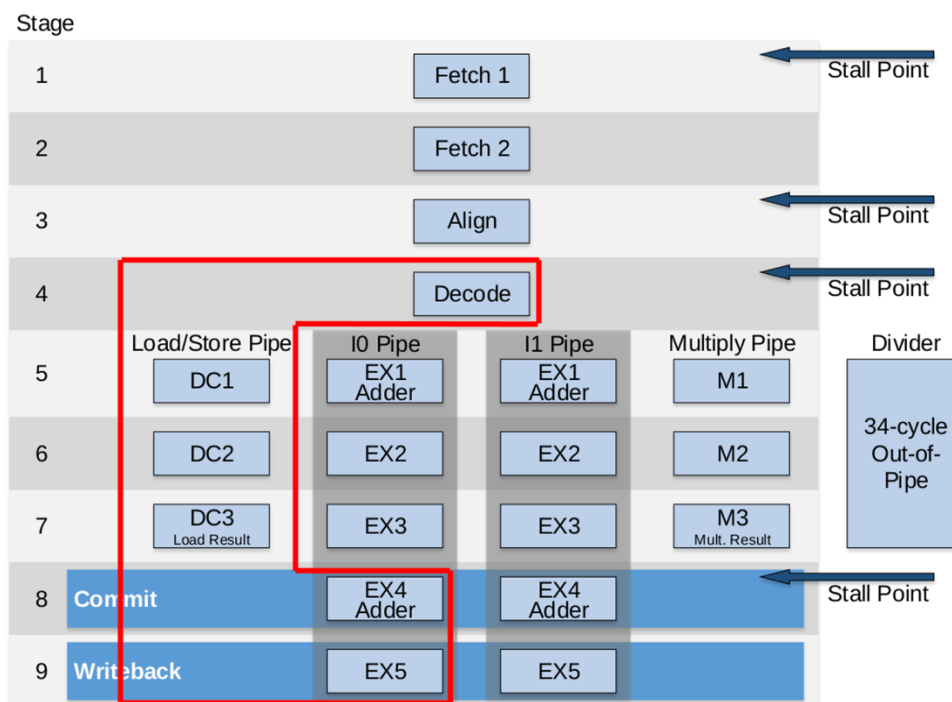 Stage
1
Fetch 1
Stall Point
2
Fetch 2
3
Align
Stall Point
4
Decode
Stall Point
Load/Store Pipe
I0 Pipe
I1 Pipe
Multiply Pipe
Divider
5
DC1
EX1
Adder
EX1
Adder
M1
34-cycle
Out-of-
Pipe
6
DC2
EX2
EX2
M2
7
DC3
Load Result
EX3
EX3
M3
Mult. Result
8
Commit
EX4
Adder
EX4
Adder
Stall Point
9
Writeback
EX5
EX5